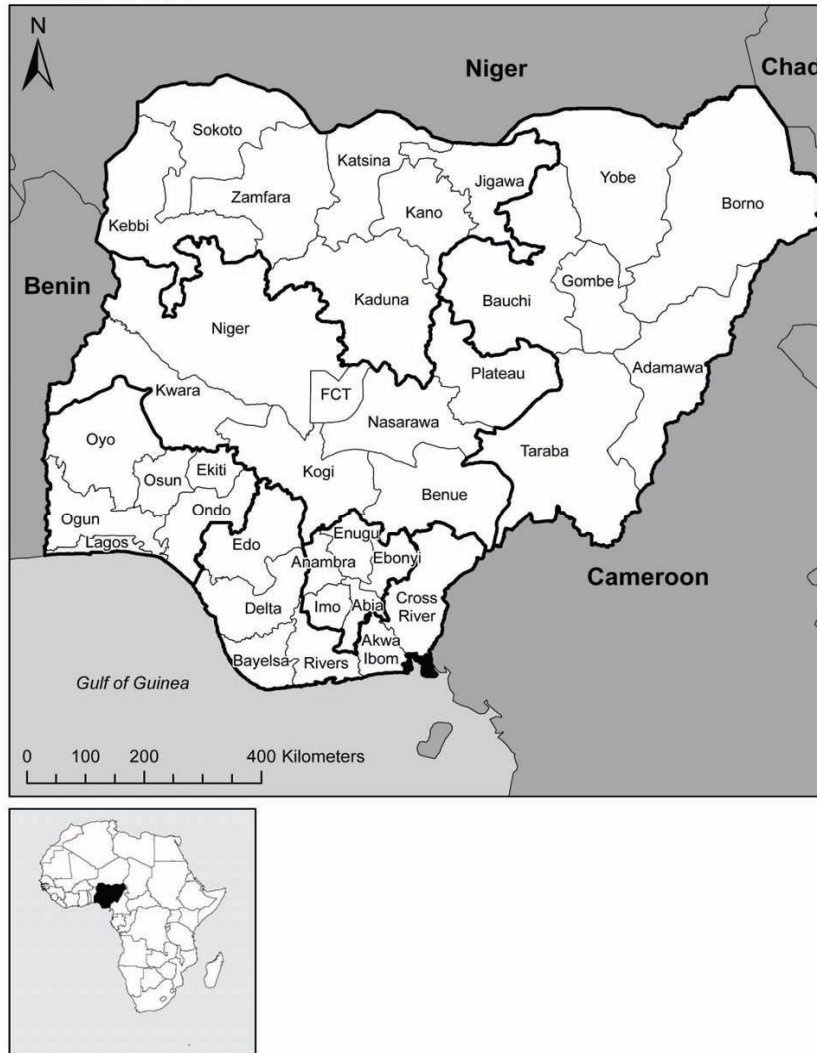 N
Niger
Chad
Sokoto
Katsina
Jigawa
Yobe
Borno
Zamfara
Kano
Kebbi
Gombe
Benin
Kaduna
Bauchi
Niger
Adamawa
Plateau
FCT
Kwara
Nasarawa
Oyo
Taraba
Ekiti
Kogi
Osun
Benue
Ondo
Ogun
Enugu
Lagos
Edo
Ebonyi
Anambra
Cameroon
Delta
Imo
Abia
Cross
River
Akwa
Ibom
Bayelsa
Rivers
Gulf of Guinea
0 100 200 400 Kilometers